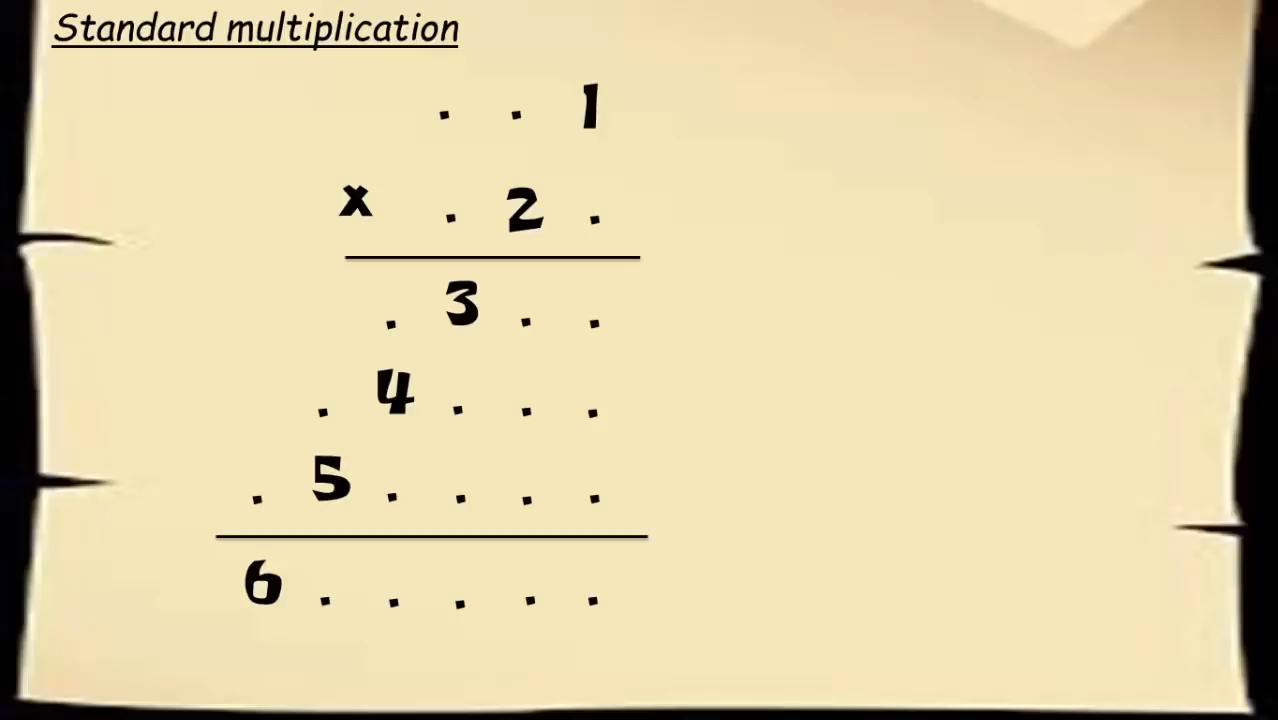 Standard multiplication
. . 1
x . 2 .
. 3 . .
. 4 . . .
. 5 . . . .
6 . . . . .